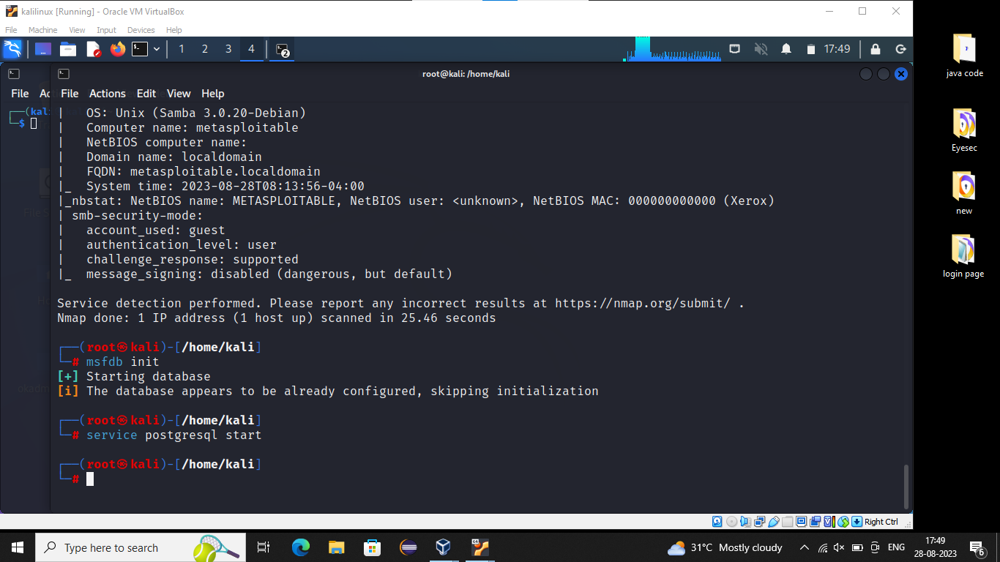 kalilinux [Running] - Oracle VM VirtualBox
File Machine View Input Devices Help
1 2 3 4 2 17:49
root@kali: /home/kali
File Ac File Actions Edit View Help
(kali
$
| OS: Unix (Samba 3.0.20-Debian)
| Computer name: metasploitable
| NetBIOS computer name:
| Domain name: localdomain
| FQDN: metasploitable.localdomain
|_ System time: 2023-08-28T08:13:56-04:00
|_nbstat: NetBIOS name: METASPLOITABLE, NetBIOS user: <unknown>, NetBIOS MAC: 000000000000 (Xerox)
| smb-security-mode:
| account_used: guest
| authentication_level: user
| challenge_response: supported
|_ message_signing: disabled (dangerous, but default)
Service detection performed. Please report any incorrect results at https://nmap.org/submit/ .
Nmap done: 1 IP address (1 host up) scanned in 25.46 seconds
┌──(root㉿kali)-[/home/kali]
└─# msfdb init
[+] Starting database
[i] The database appears to be already configured, skipping initialization
┌──(root㉿kali)-[/home/kali]
└─# service postgresql start
┌──(root㉿kali)-[/home/kali]
└─#
Right Ctrl
java code
Eyesec
new
login page
Type here to search
31°C Mostly cloudy
ENG
17:49
28-08-2023
6